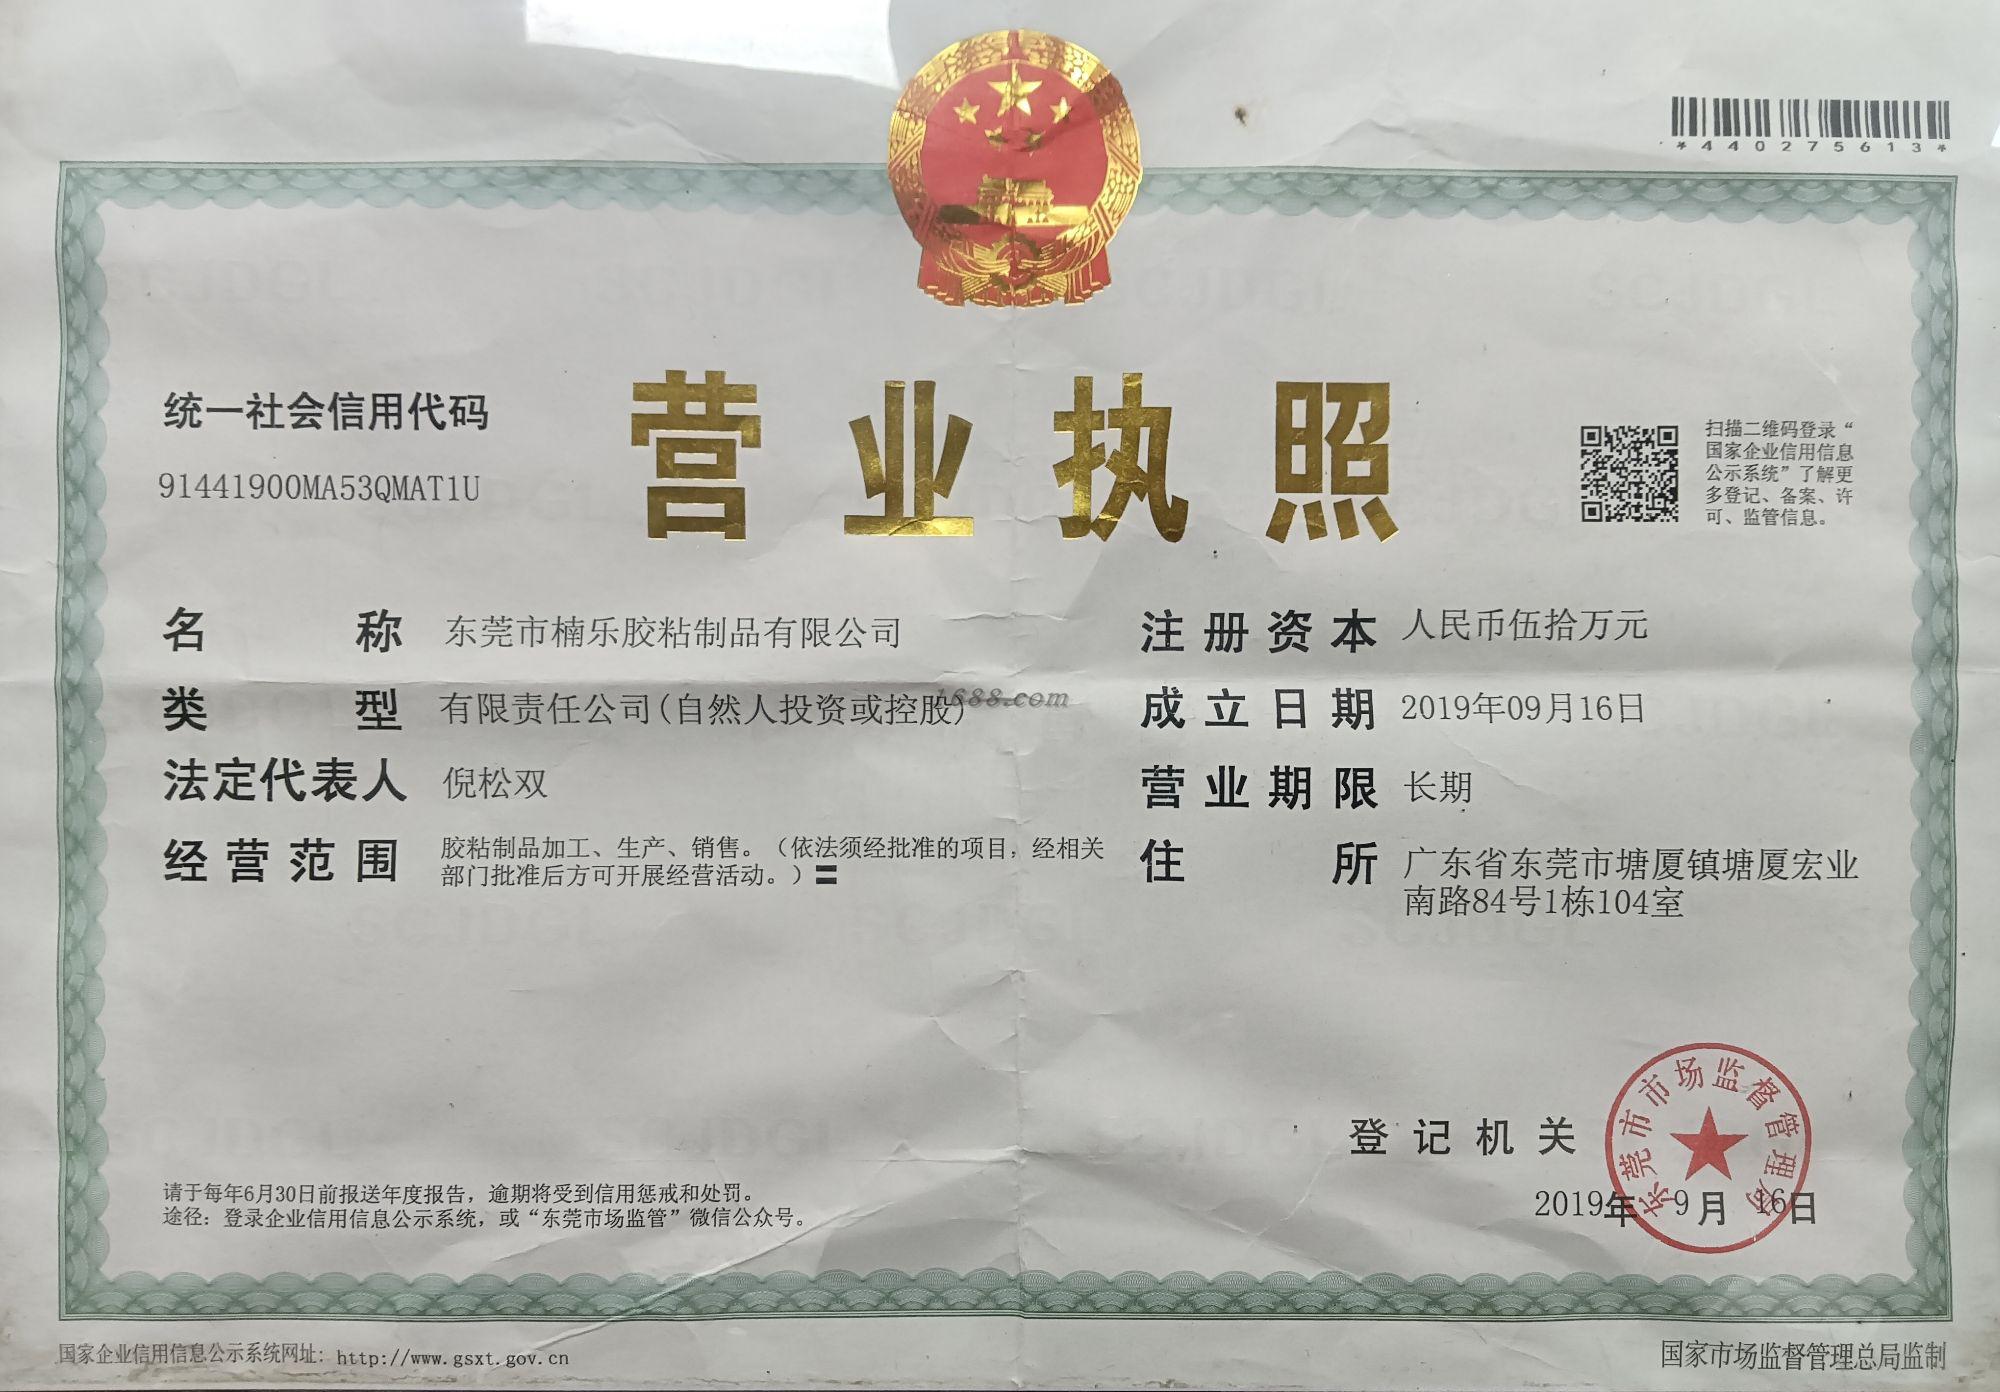 *440275613*
统一社会信用代码
91441900MA53QMAT1U
营业执照
扫描二维码登录“
国家企业信用信息
公示系统”了解更
多登记、备案、许
可、监管信息。
名称 东莞市楠乐胶粘制品有限公司
类型 有限责任公司(自然人投资或控股)
1688.com
法定代表人 倪松双
经营范围 胶粘制品加工、生产、销售。（依法须经批准的项目，经相关
部门批准后方可开展经营活动。）〓
注册资本 人民币伍拾万元
成立日期 2019年09月16日
营业期限 长期
住所 广东省东莞市塘厦镇塘厦宏业
南路84号1栋104室
登记机关
东莞市市场监督管理局
2019年 9月 16日
请于每年6月30日前报送年度报告，逾期将受到信用惩戒和处罚。
途径：登录企业信用信息公示系统，或“东莞市场监管”微信公众号。
国家企业信用信息公示系统网址：http://www.gsxt.gov.cn
国家市场监督管理总局监制